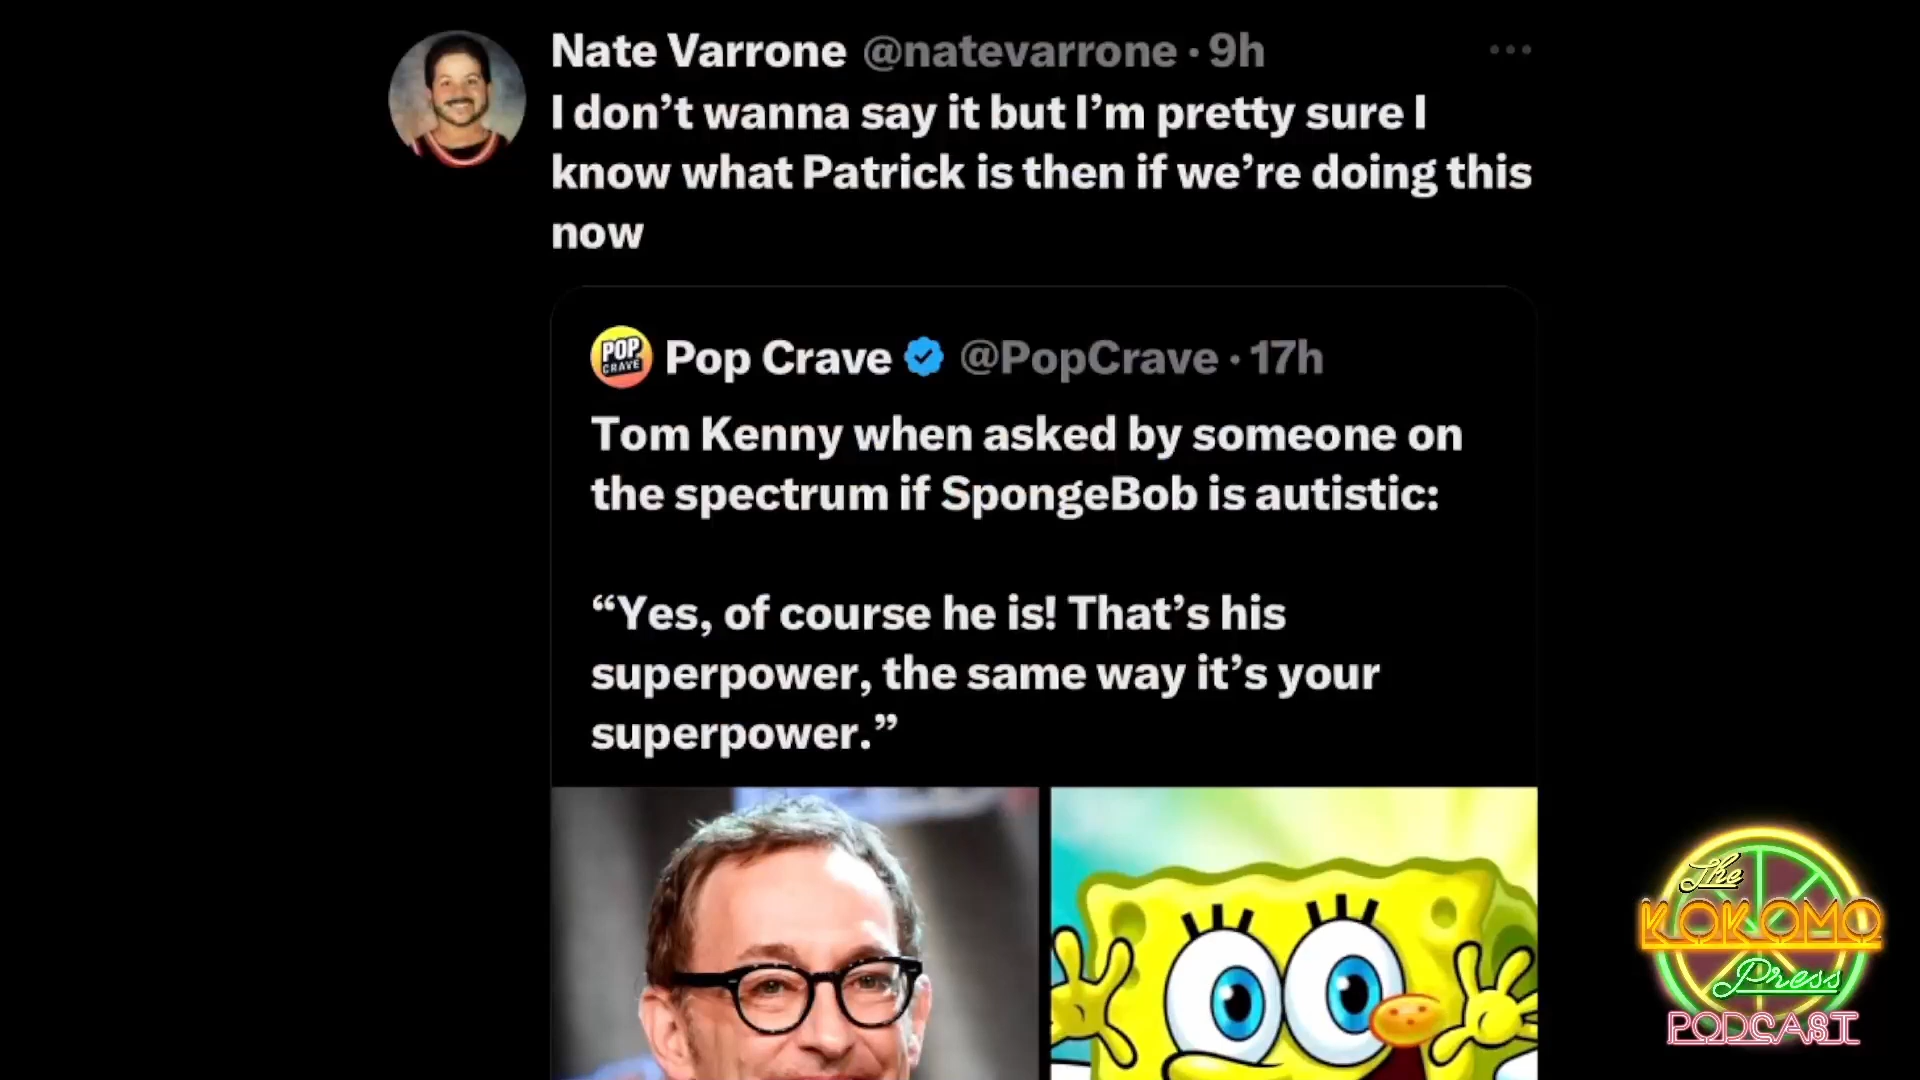 Nate Varrone @natevarrone · 9h
I don’t wanna say it but I’m pretty sure I
know what Patrick is then if we’re doing this
now
POP
CRAVE
Pop Crave @PopCrave · 17h
Tom Kenny when asked by someone on
the spectrum if SpongeBob is autistic:
“Yes, of course he is! That’s his
superpower, the same way it’s your
superpower.”
The
KOKOMO
Press
PODCAST